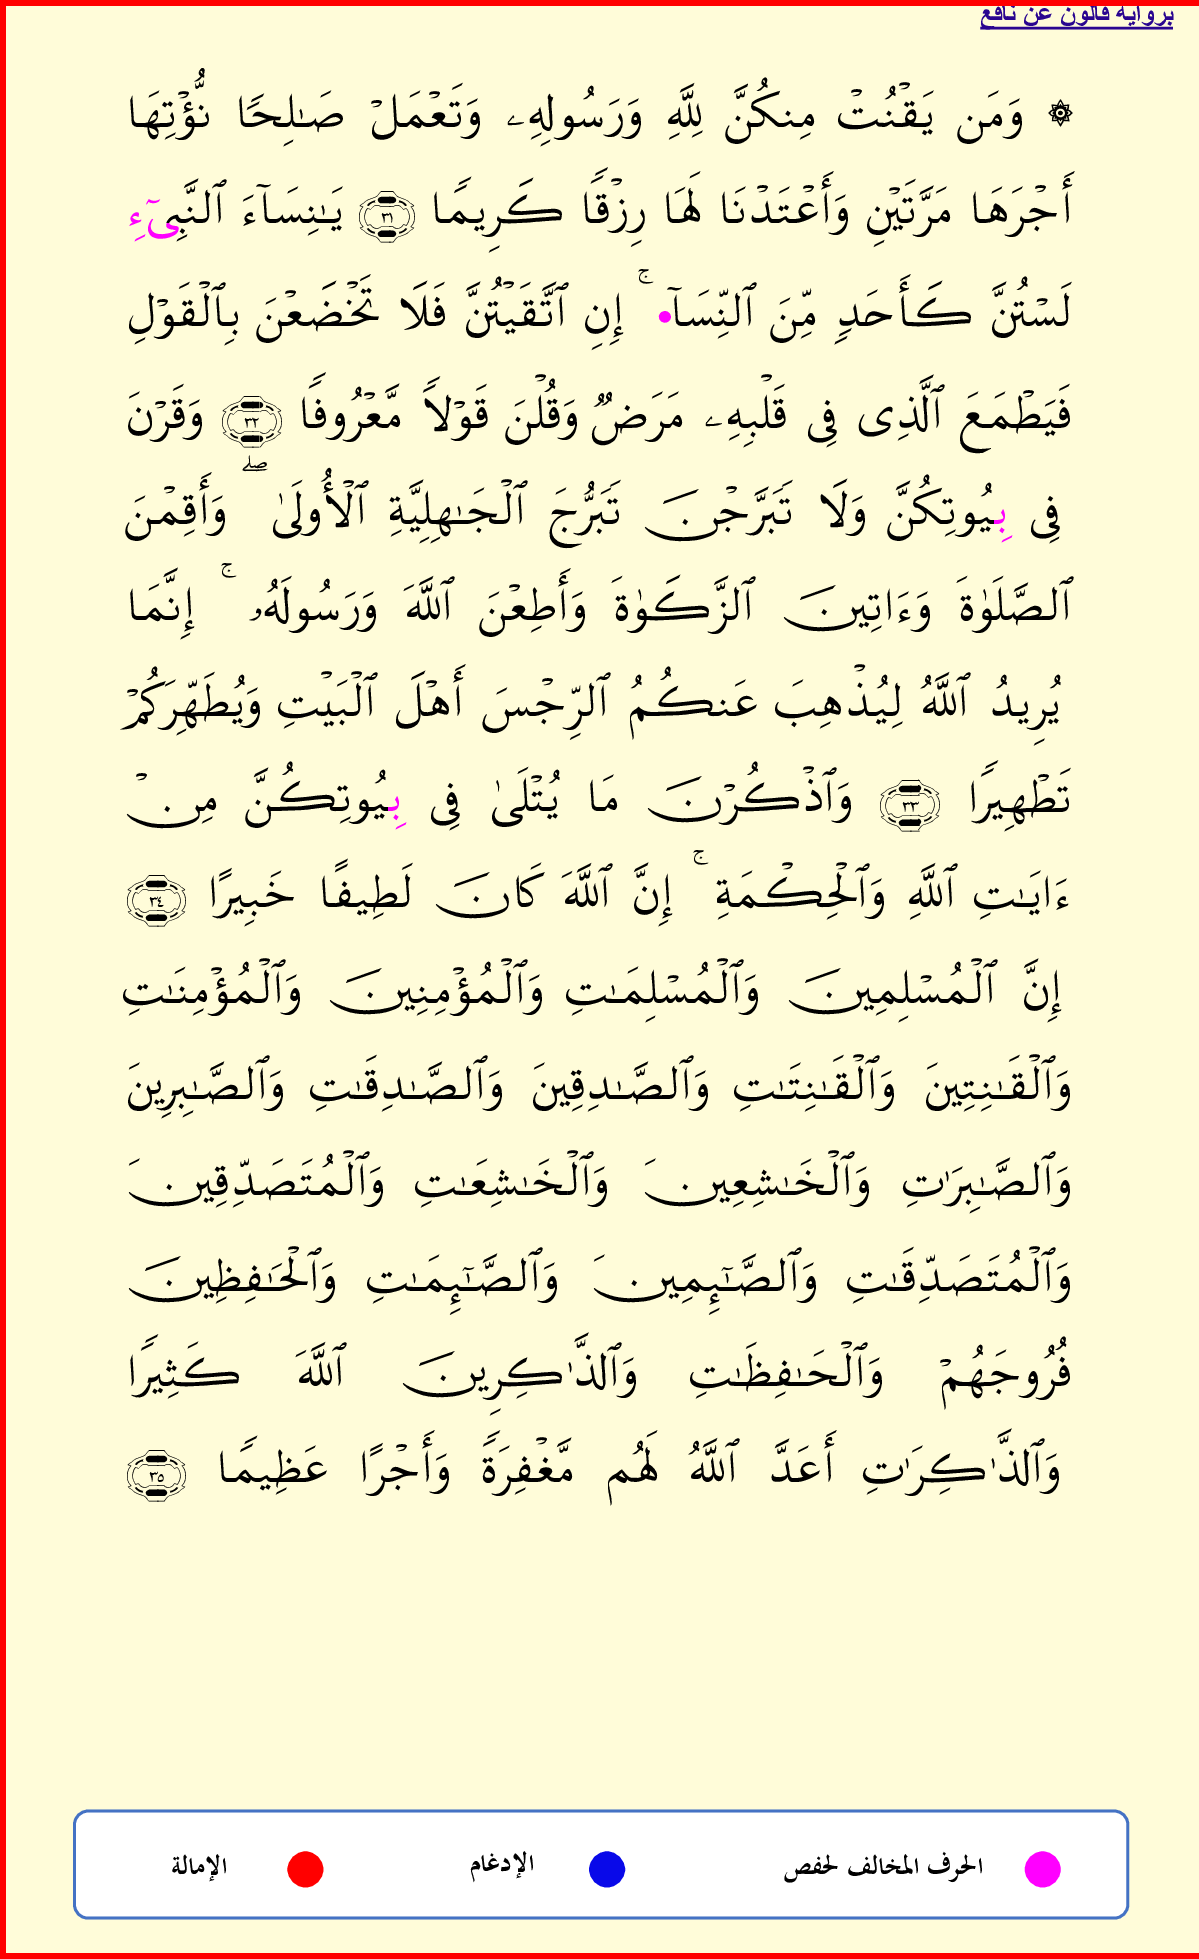 برواية قالون عن نافع
۞ وَمَن يَقْنُتْ مِنكُنَّ لِلَّهِ وَرَسُولِهِۦ وَتَعْمَلْ صَـٰلِحًا نُّؤْتِهَا
أَجْرَهَا مَرَّتَيْنِ وَأَعْتَدْنَا لَهَا رِزْقًا كَرِيمًا ٣١ يَـٰنِسَآءَ ٱلنَّبِىٓءِ
لَسْتُنَّ كَأَحَدٍ مِّنَ ٱلنِّسَآ• ۚ إِنِ ٱتَّقَيْتُنَّ فَلَا تَخْضَعْنَ بِٱلْقَوْلِ
فَيَطْمَعَ ٱلَّذِى فِى قَلْبِهِۦ مَرَضٌ وَقُلْنَ قَوْلًا مَّعْرُوفًا ٣٢ وَقَرْنَ
فِى بِيُوتِكُنَّ وَلَا تَبَرَّجْنَ تَبَرُّجَ ٱلْجَـٰهِلِيَّةِ ٱلْأُولَىٰ ۖ وَأَقِمْنَ
ٱلصَّلَوٰةَ وَءَاتِينَ ٱلزَّكَوٰةَ وَأَطِعْنَ ٱللَّهَ وَرَسُولَهُۥ ۚ إِنَّمَا
يُرِيدُ ٱللَّهُ لِيُذْهِبَ عَنكُمُ ٱلرِّجْسَ أَهْلَ ٱلْبَيْتِ وَيُطَهِّرَكُمْ
تَطْهِيرًا ٣٣ وَٱذْكُرْنَ مَا يُتْلَىٰ فِى بِيُوتِكُنَّ مِنْ
ءَايَـٰتِ ٱللَّهِ وَٱلْحِكْمَةِ ۚ إِنَّ ٱللَّهَ كَانَ لَطِيفًا خَبِيرًا ٣٤
إِنَّ ٱلْمُسْلِمِينَ وَٱلْمُسْلِمَـٰتِ وَٱلْمُؤْمِنِينَ وَٱلْمُؤْمِنَـٰتِ
وَٱلْقَـٰنِتِينَ وَٱلْقَـٰنِتَـٰتِ وَٱلصَّـٰدِقِينَ وَٱلصَّـٰدِقَـٰتِ وَٱلصَّـٰبِرِينَ
وَٱلصَّـٰبِرَٰتِ وَٱلْخَـٰشِعِينَ وَٱلْخَـٰشِعَـٰتِ وَٱلْمُتَصَدِّقِينَ
وَٱلْمُتَصَدِّقَـٰتِ وَٱلصَّـٰٓئِمِينَ وَٱلصَّـٰٓئِمَـٰتِ وَٱلْحَـٰفِظِينَ
فُرُوجَهُمْ وَٱلْحَـٰفِظَـٰتِ وَٱلذَّٰكِرِينَ ٱللَّهَ كَثِيرًا
وَٱلذَّٰكِرَٰتِ أَعَدَّ ٱللَّهُ لَهُم مَّغْفِرَةً وَأَجْرًا عَظِيمًا ٣٥
الحرف المخالف لحفص الإدغام الإمالة